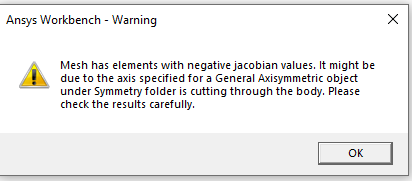 Ansys Workbench - Warning
Mesh has elements with negative jacobian values. It might be
due to the axis specified for a General Axisymmetric object
under Symmetry folder is cutting through the body. Please
check the results carefully.
OK